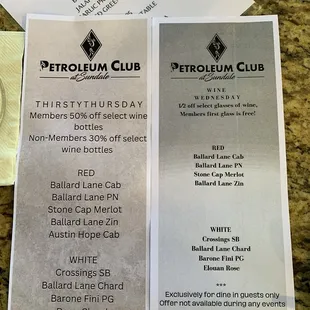 JALA
GARLIC PR
D GREE
TABLE
PETROLEUM CLUB
at Sundale
THIRSTYTHURSDAY
Members 50% off select wine
bottles
Non-Members 30% off select
wine bottles
RED
Ballard Lane Cab
Ballard Lane PN
Stone Cap Merlot
Ballard Lane Zin
Austin Hope Cab
WHITE
Crossings SB
Ballard Lane Chard
Barone Fini PG
PETROLEUM CLUB
at Sundale
WINE
WEDNESDAY
1/2 off select glasses of wine,
Members first glass is free!
RED
Ballard Lane Cab
Ballard Lane PN
Stone Cap Merlot
Ballard Lane Zin
WHITE
Crossings SB
Ballard Lane Chard
Barone Fini PG
Elouan Rose
***
Exclusively for dine in guests only
Offer not available during any events